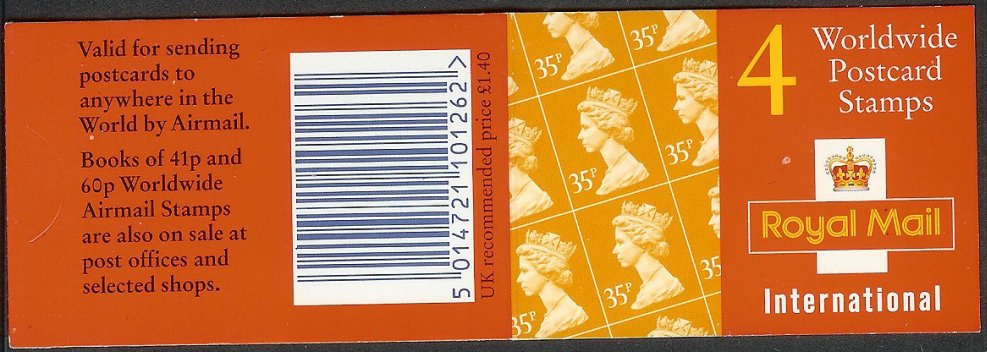 Valid for sending
postcards to
anywhere in the
World by Airmail.
Books of 41p and
60p Worldwide
Airmail Stamps
are also on sale at
post offices and
selected shops.
5 014721 101262 >
UK recommended price £1.40
35P
35P
35P
35P
35P
35P
35
4 Worldwide
Postcard
Stamps
Royal Mail
International